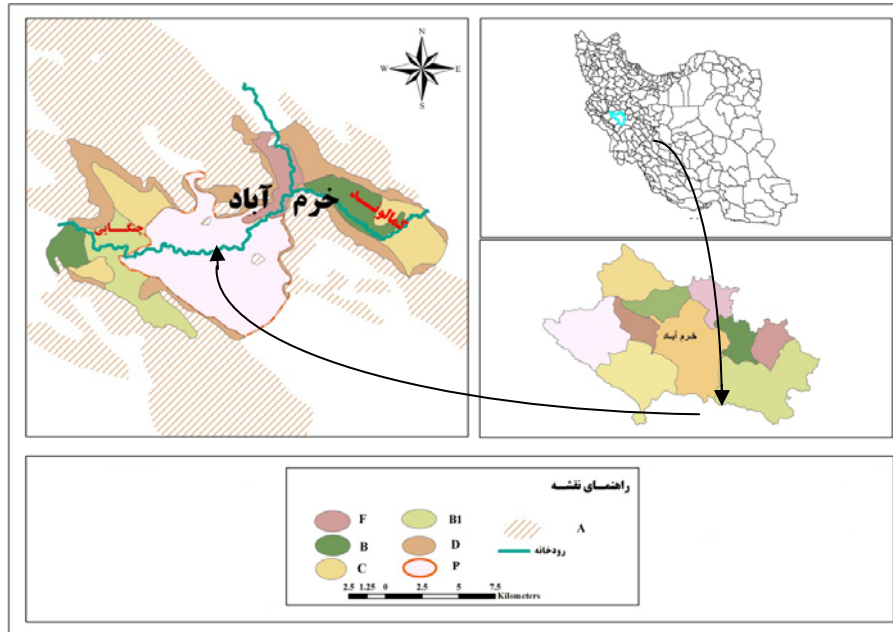 N
W E
S
خرم آباد
کمالوند
چنگایی
خرم آباد
راهنمای نقشه
F B1 A
B D رودخانه
C P
2.5 1.25 0 2.5 5 7.5
Kilometers